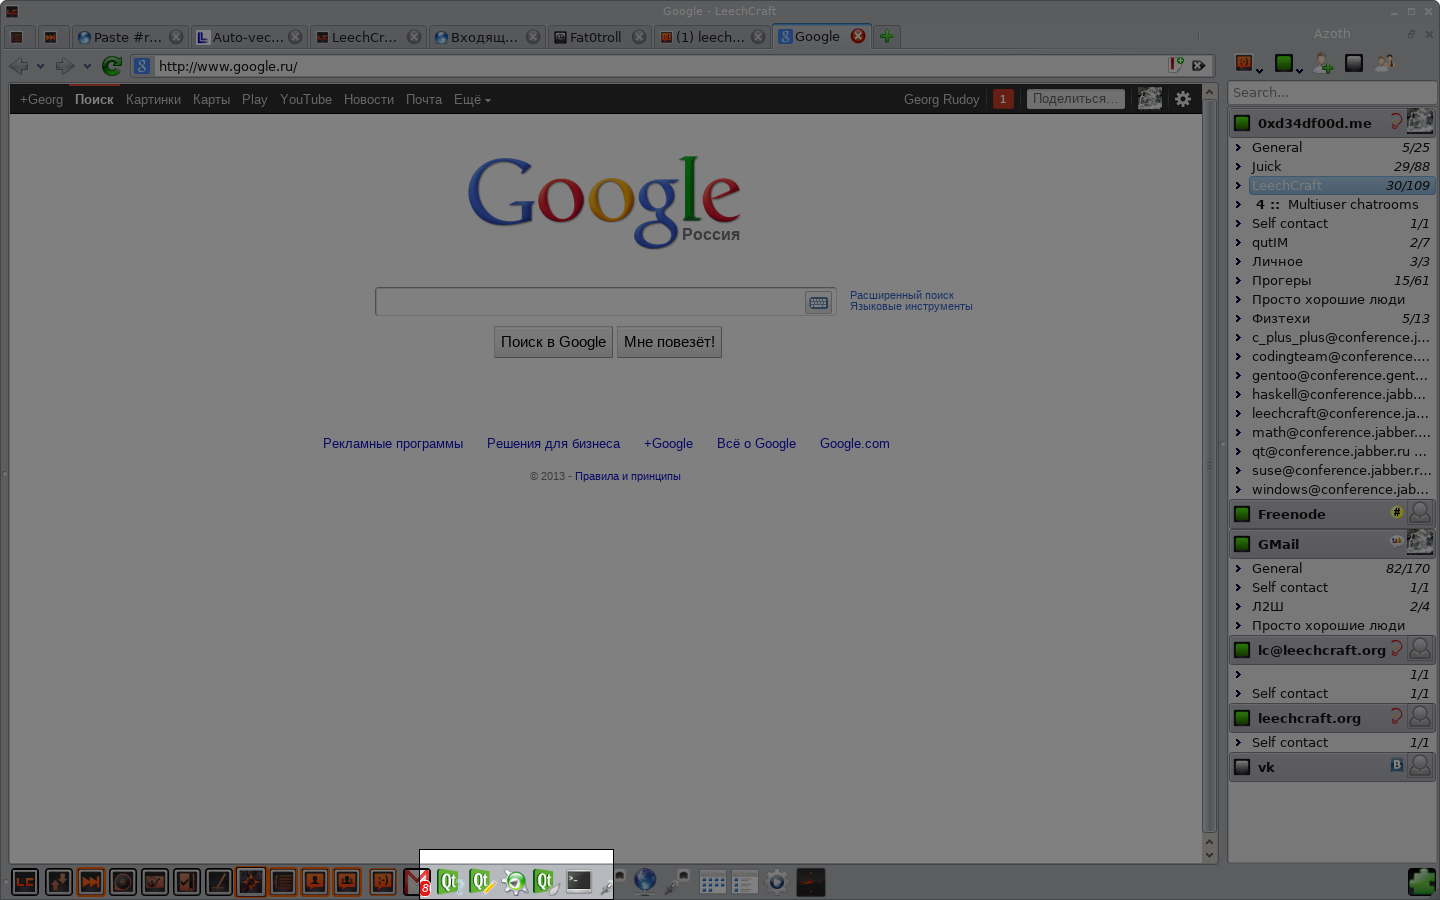 Google - LeechCraft
Paste #r...
Auto-vec...
LeechCr...
Входящ...
Fat0troll
(1) leech...
Google
Azoth
http://www.google.ru/
Search...
+Georg Поиск Картинки Карты Play YouTube Новости Почта Ещё
Georg Rudoy 1 Поделиться...
Google
Россия
Расширенный поиск
Языковые инструменты
Поиск в Google
Мне повезёт!
Рекламные программы Решения для бизнеса +Google Всё о Google Google.com
© 2013 - Правила и принципы
0xd34df00d.me
General 5/25
Juick 29/88
LeechCraft 30/109
4 :: Multiuser chatrooms
Self contact 1/1
qutIM 2/7
Личное 3/3
Прогеры 15/61
Просто хорошие люди
Физтехи 5/13
c_plus_plus@conference.j...
codingteam@conference....
gentoo@conference.gent...
haskell@conference.jabb...
leechcraft@conference.ja...
math@conference.jabber....
qt@conference.jabber.ru ...
suse@conference.jabber.r...
windows@conference.jab...
Freenode #
GMail
General 82/170
Self contact 1/1
Л2Ш 2/4
Просто хорошие люди
lc@leechcraft.org
1/1
Self contact 1/1
leechcraft.org
Self contact 1/1
vk B
LC
8
Qt
Qt
Qt